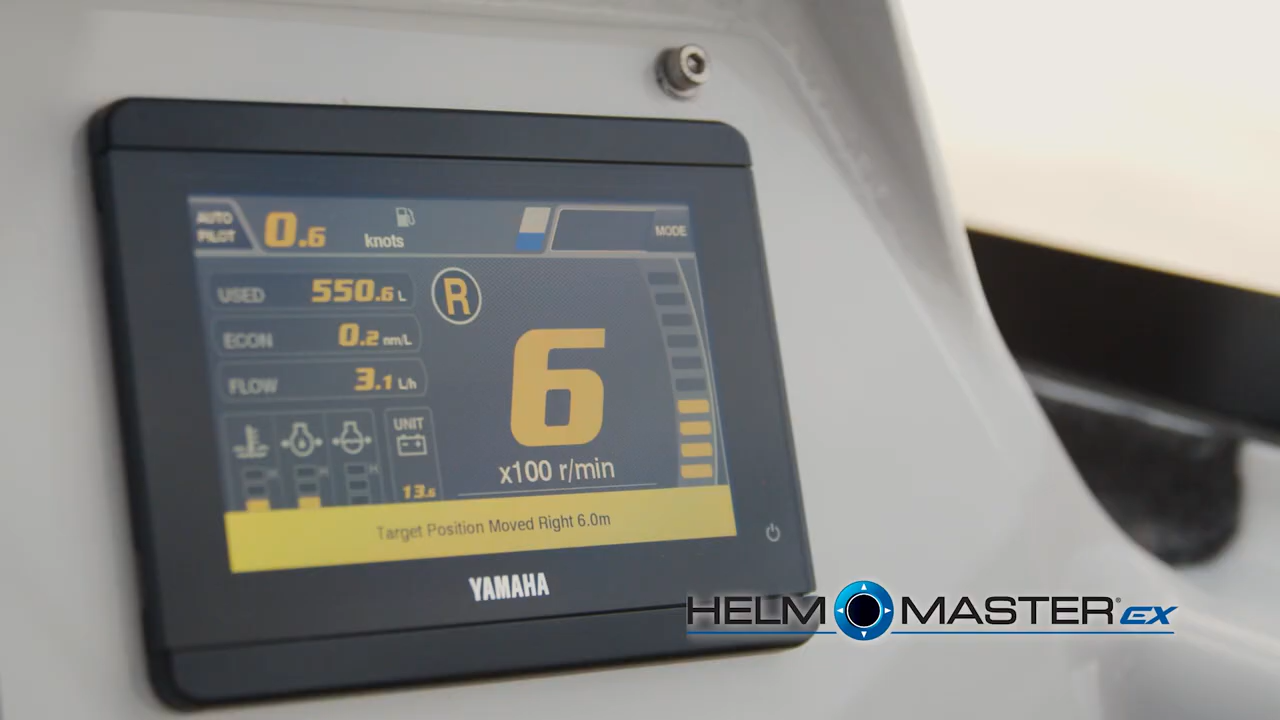 AUTO
PILOT
0.6 knots
MODE
USED 550.6 L
R
ECON 0.2 nm/L
FLOW 3.1 L/h
6
x100 r/min
UNIT
H H H
13.6
Target Position Moved Right 6.0m
YAMAHA
HELM MASTER® EX